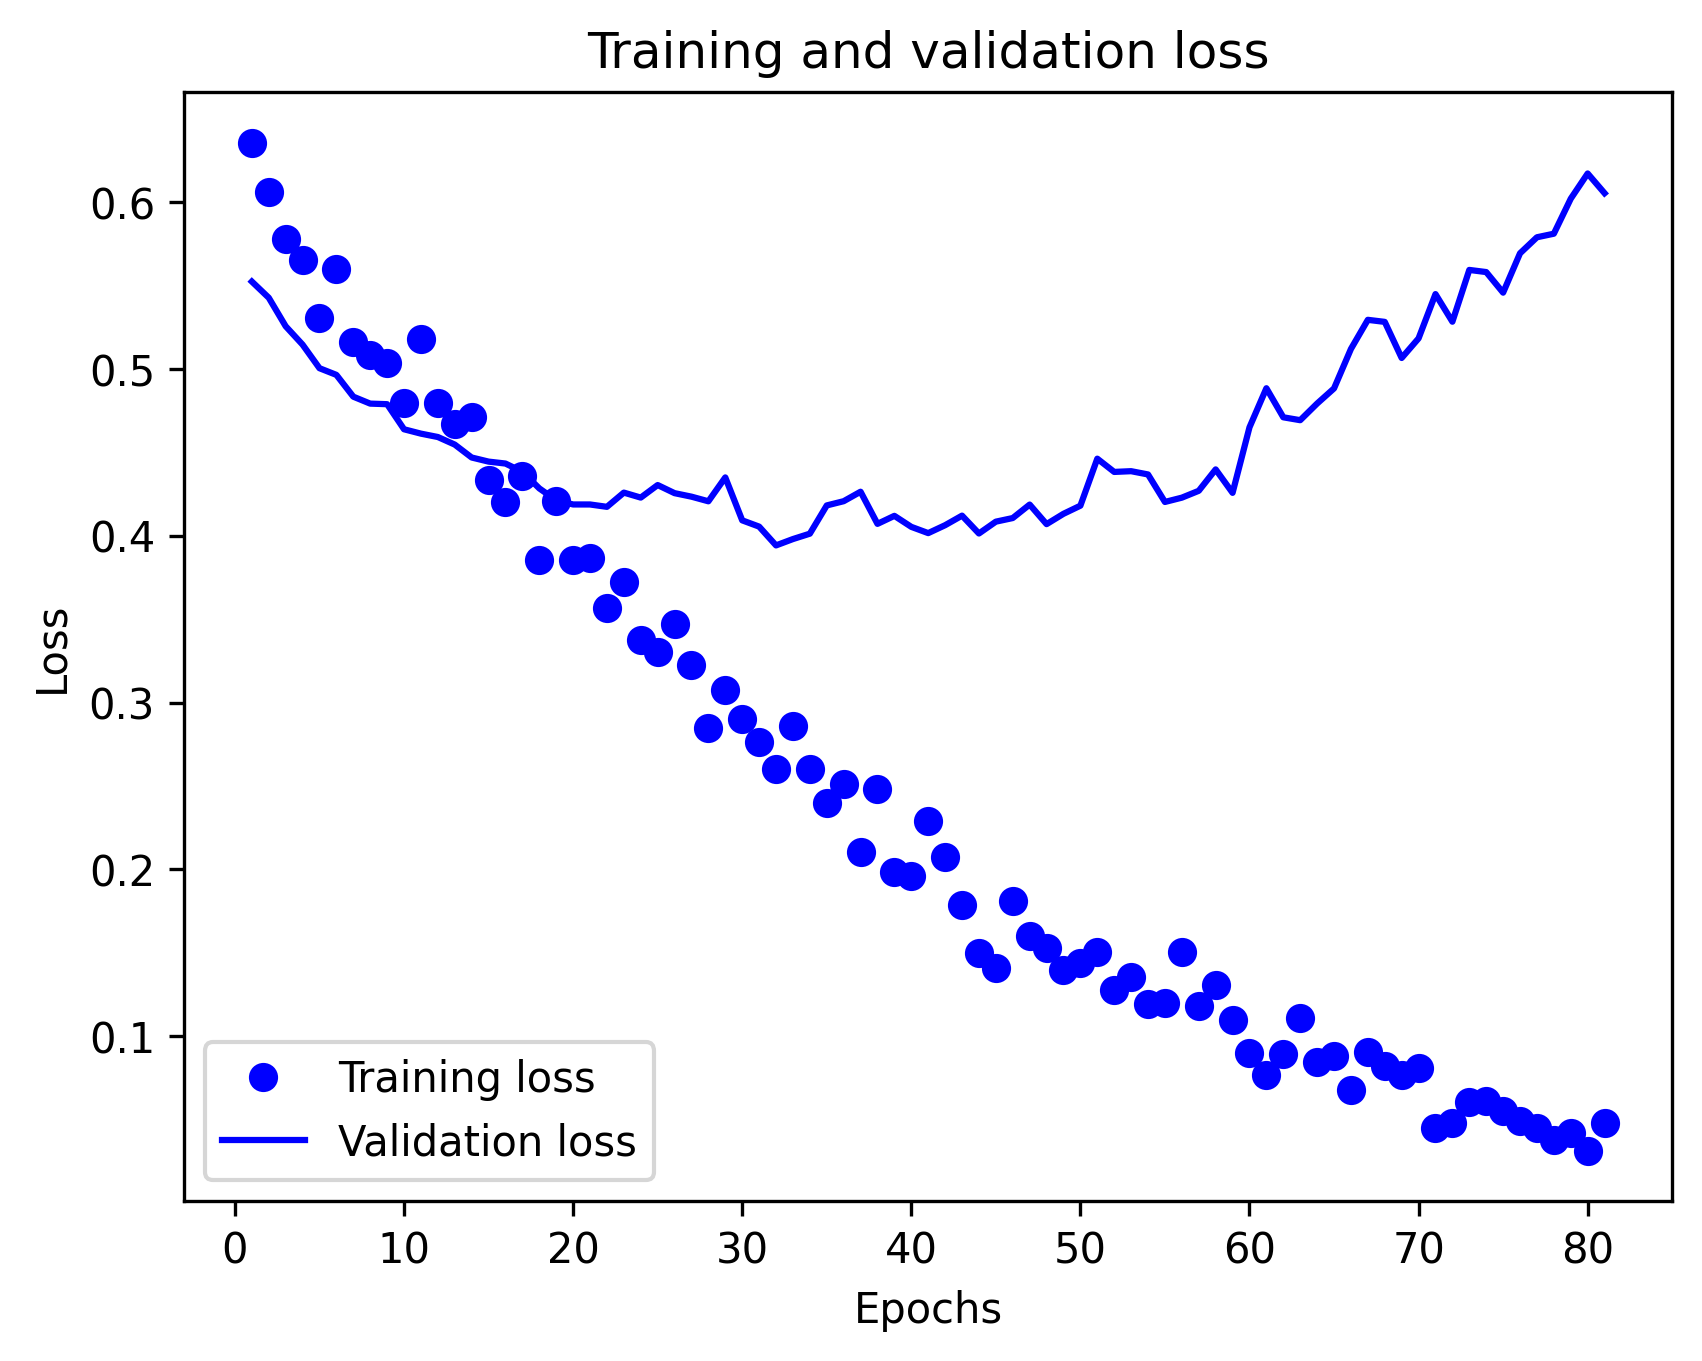 Training and validation loss
0.6
0.5
0.4
0.3
0.2
0.1
Loss
Training loss
Validation loss
0 10 20 30 40 50 60 70 80
Epochs